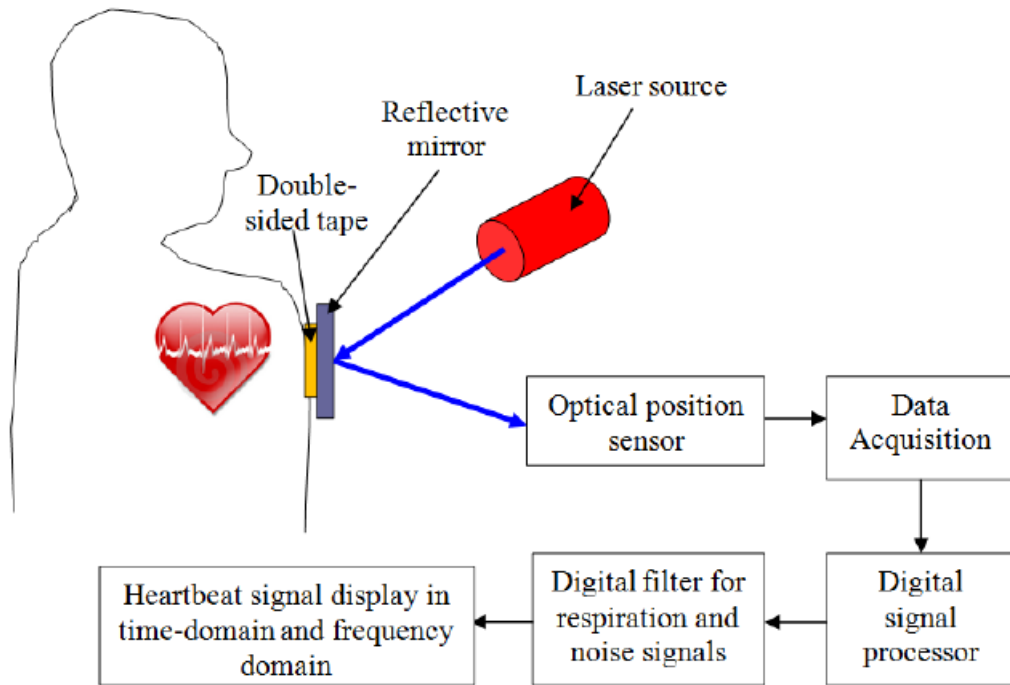 Laser source
Reflective
mirror
Double-
sided tape
Optical position
sensor
Data
Acquisition
Heartbeat signal display in
time-domain and frequency
domain
Digital filter for
respiration and
noise signals
Digital
signal
processor